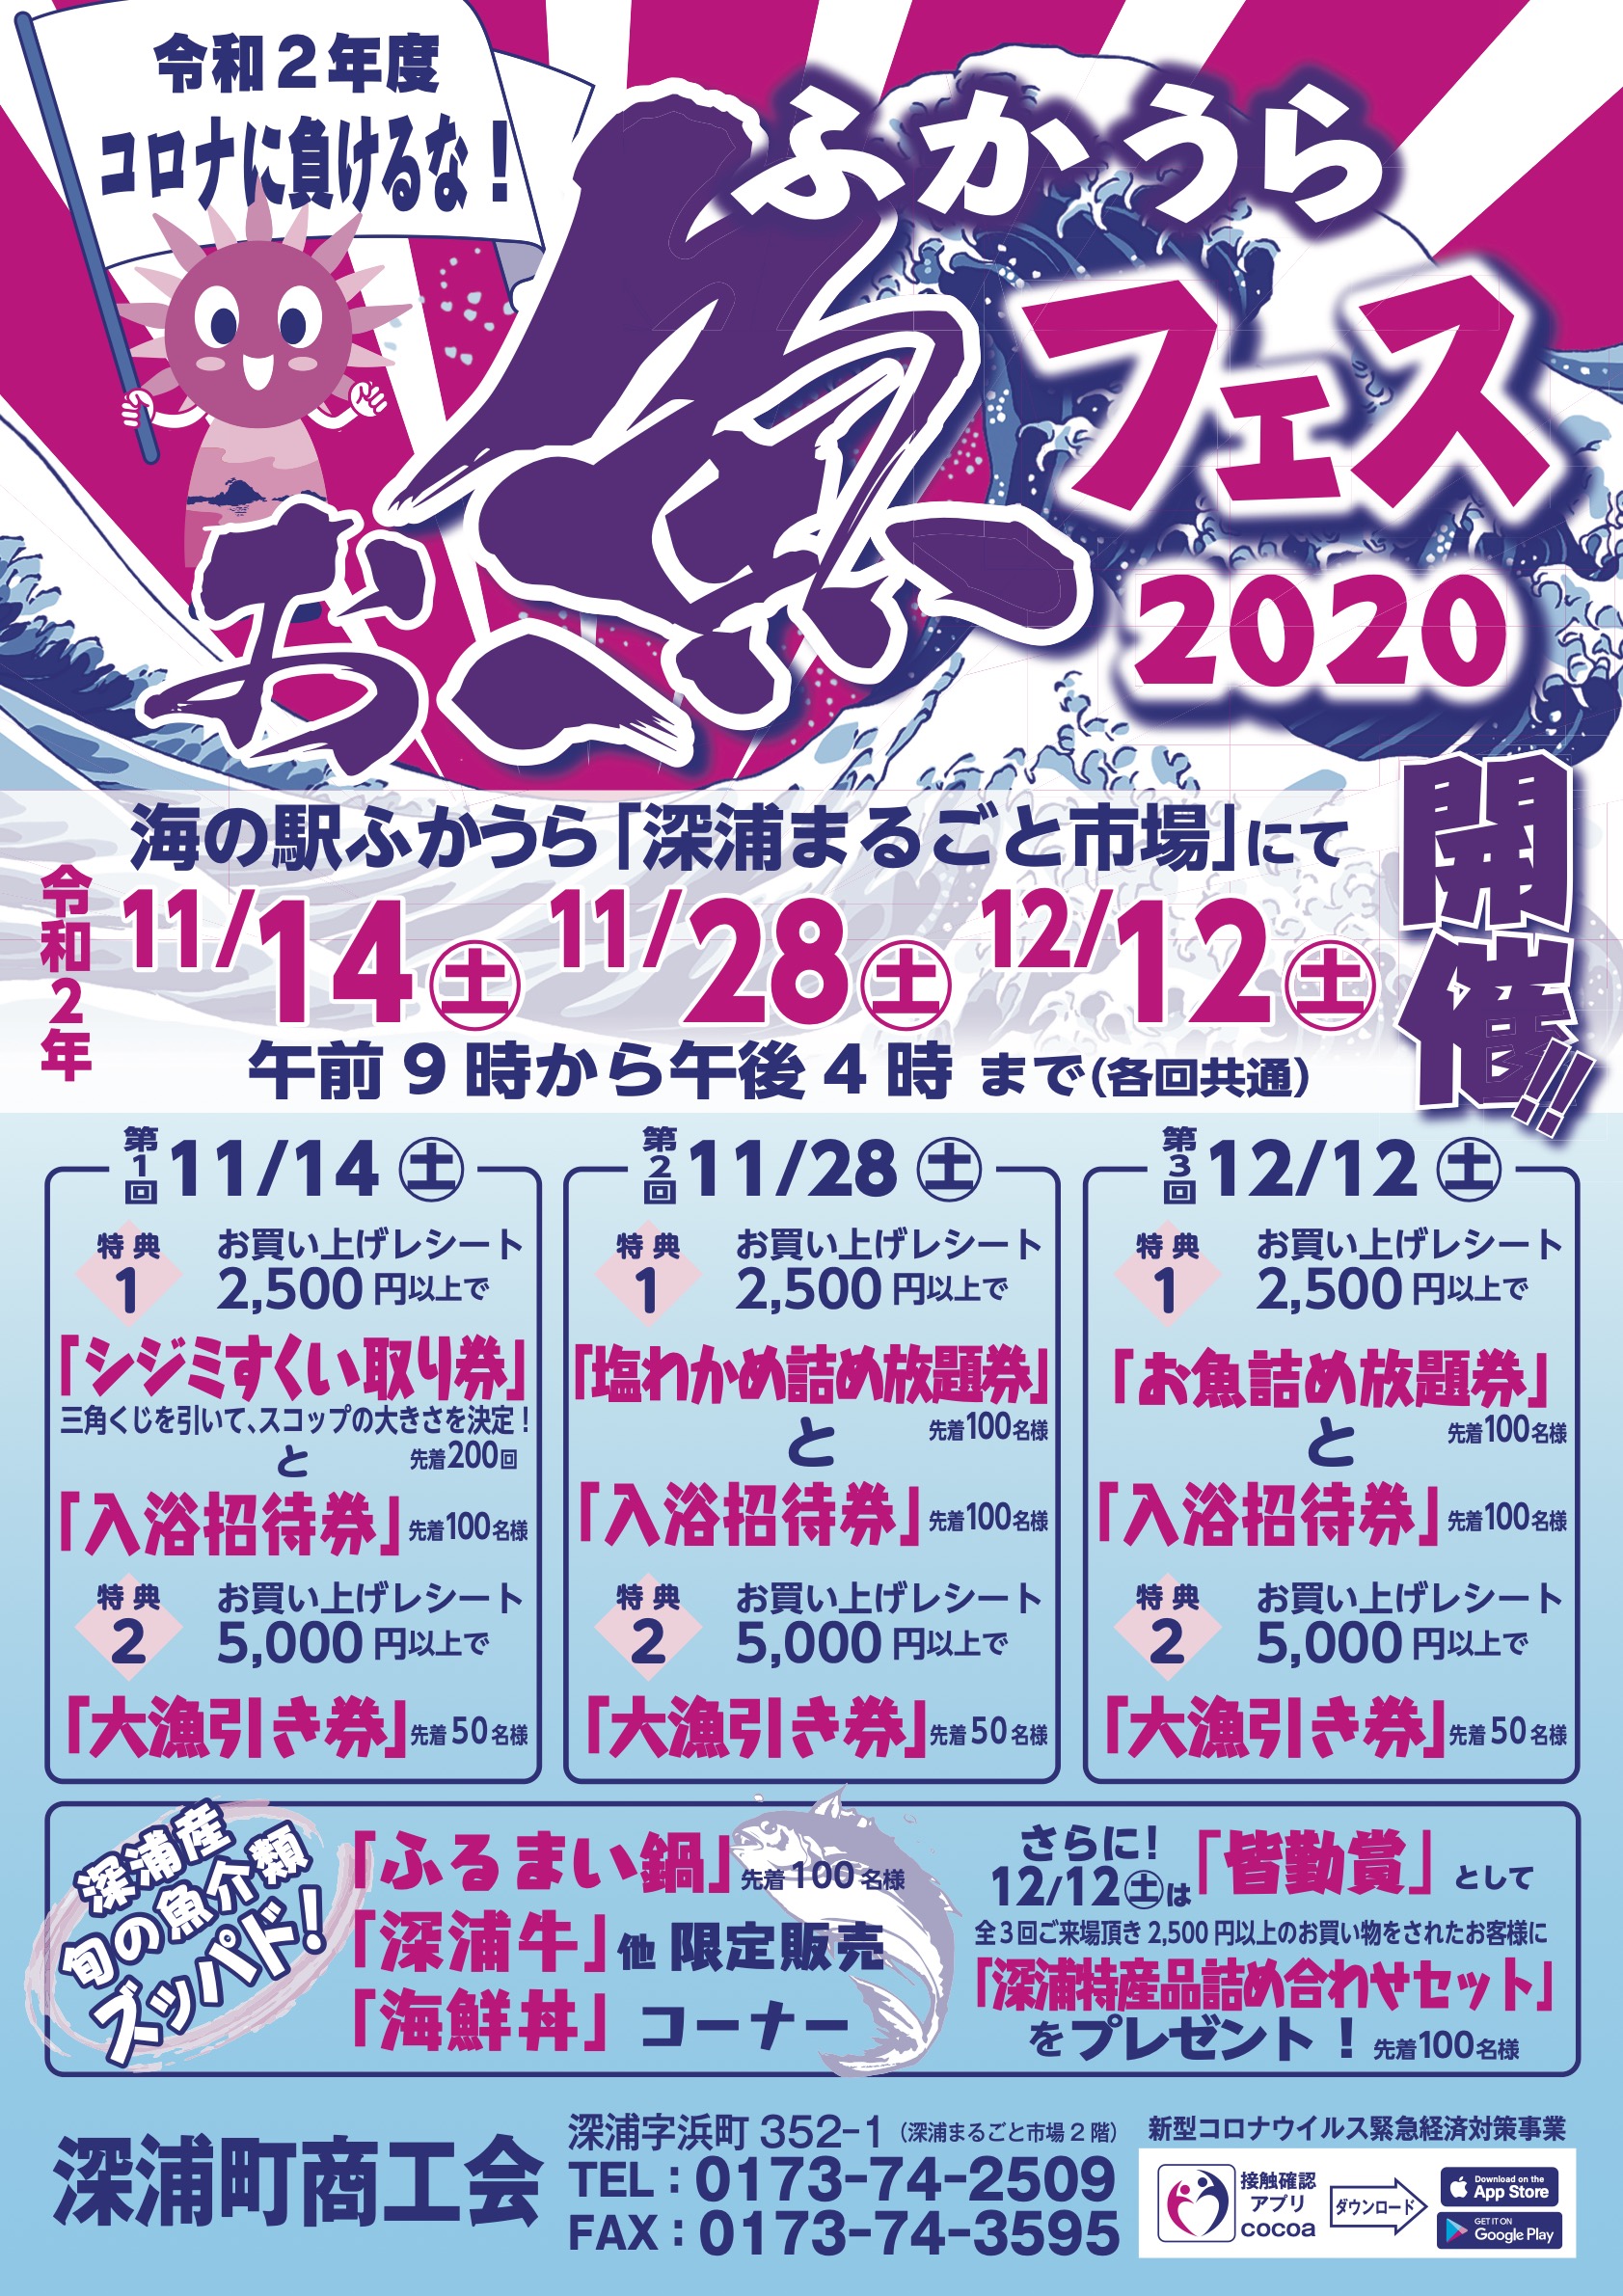 令和2年度
コロナに負けるな！
ふかうら
お魚
フェス
2020
海の駅ふかうら「深浦まるごと市場」にて
開催!!
令和2年
11/14㊏ 11/28㊏ 12/12㊏
午前9時から午後4時 まで(各回共通)
第1回 11/14㊏
特典1
お買い上げレシート
2,500円以上で
「シジミすくい取り券」
三角くじを引いて、スコップの大きさを決定！
と 先着200回
「入浴招待券」先着100名様
特典2
お買い上げレシート
5,000円以上で
「大漁引き券」先着50名様
第2回 11/28㊏
特典1
お買い上げレシート
2,500円以上で
「塩わかめ詰め放題券」
と 先着100名様
「入浴招待券」先着100名様
特典2
お買い上げレシート
5,000円以上で
「大漁引き券」先着50名様
第3回 12/12㊏
特典1
お買い上げレシート
2,500円以上で
「お魚詰め放題券」
と 先着100名様
「入浴招待券」先着100名様
特典2
お買い上げレシート
5,000円以上で
「大漁引き券」先着50名様
深浦産
旬の魚介類
ズッパド！
「ふるまい鍋」先着100名様
「深浦牛」他 限定販売
「海鮮丼」コーナー
さらに！
12/12㊏は「皆勤賞」として
全3回ご来場頂き2,500円以上のお買い物をされたお客様に
「深浦特産品詰め合わせセット」
をプレゼント！先着100名様
深浦町商工会
深浦字浜町352-1（深浦まるごと市場2階）
TEL：0173-74-2509
FAX：0173-74-3595
新型コロナウイルス緊急経済対策事業
接触確認
アプリ
cocoa
ダウンロード
Download on the
App Store
GET IT ON
Google Play